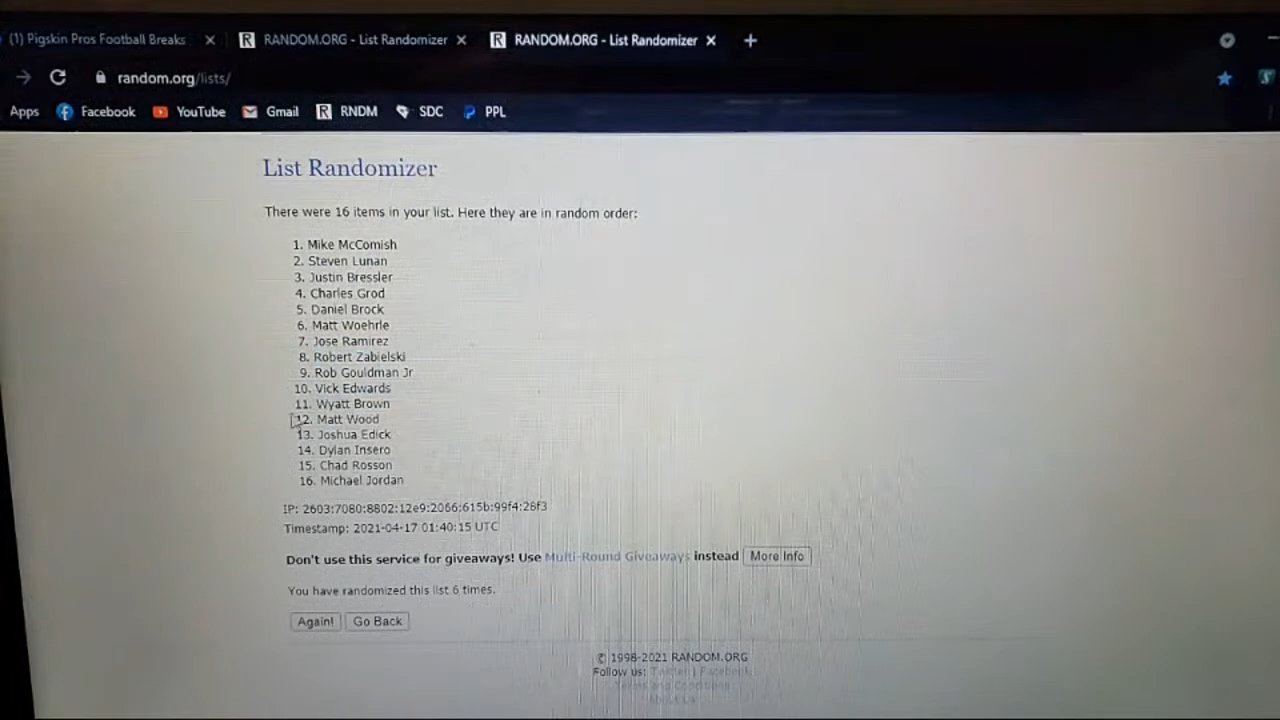 (1) Pigskin Pros Football Breaks
RANDOM.ORG - List Randomizer
RANDOM.ORG - List Randomizer
random.org/lists/
Apps
Facebook
YouTube
Gmail
RNDM
SDC
PPL
List Randomizer
There were 16 items in your list. Here they are in random order:
1. Mike McComish
2. Steven Lunan
3. Justin Bressler
4. Charles Grod
5. Daniel Brock
6. Matt Woehrle
7. Jose Ramirez
8. Robert Zabielski
9. Rob Gouldman Jr
10. Vick Edwards
11. Wyatt Brown
12. Matt Wood
13. Joshua Edick
14. Dylan Insero
15. Chad Rosson
16. Michael Jordan
IP: 2603:7080:8802:12e9:2066:615b:99f4:28f3
Timestamp: 2021-04-17 01:40:15 UTC
Don't use this service for giveaways! Use Multi-Round Giveaways instead More Info
You have randomized this list 6 times.
Again! Go Back
© 1998-2021 RANDOM.ORG
Follow us: Twitter | Facebook
Terms and Conditions
About Us